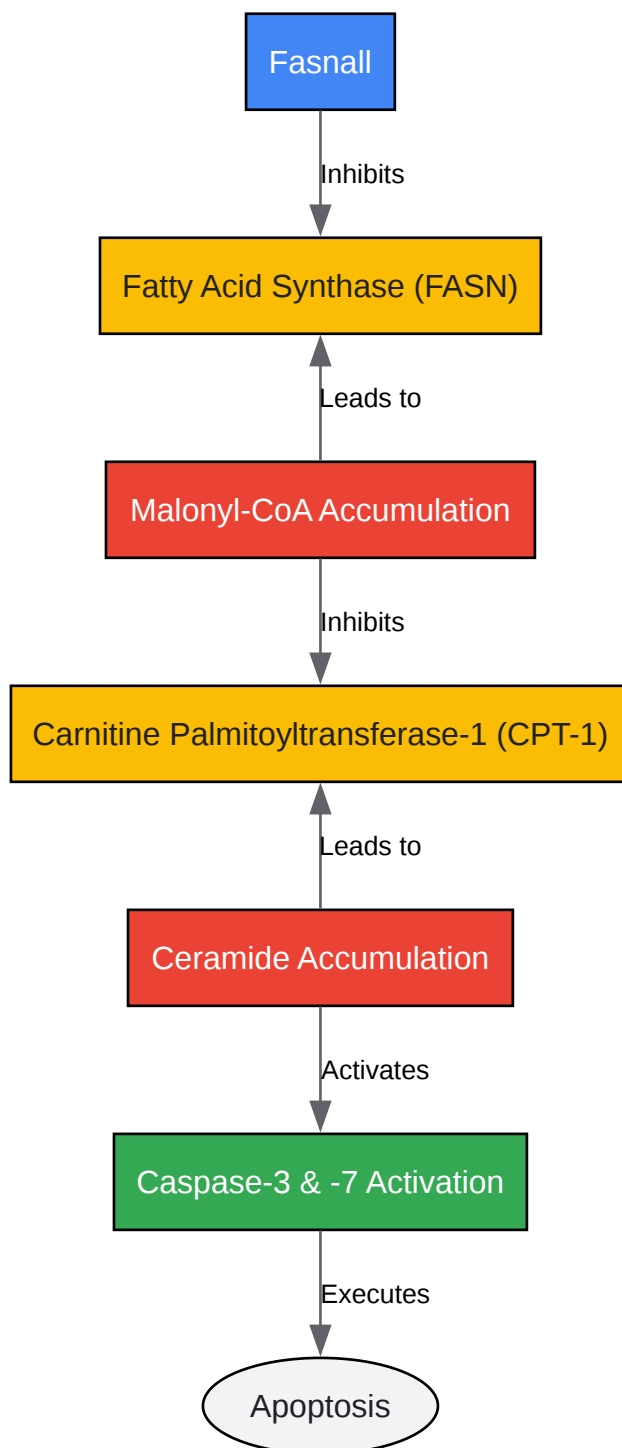 Fasnall
Inhibits
Fatty Acid Synthase (FASN)
Leads to
Malonyl-CoA Accumulation
Inhibits
Carnitine Palmitoyltransferase-1 (CPT-1)
Leads to
Ceramide Accumulation
Activates
Caspase-3 & -7 Activation
Executes
Apoptosis